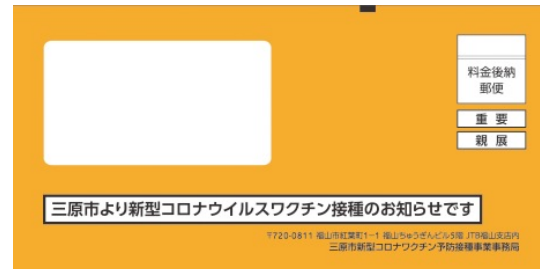 料金後納
郵便
重要
親展
三原市より新型コロナウイルスワクチン接種のお知らせです
〒720-0811 福山市紅葉町1-1 福山ちゅうぎんビル5階 JTB福山支店内
三原市新型コロナワクチン予防接種事業事務局